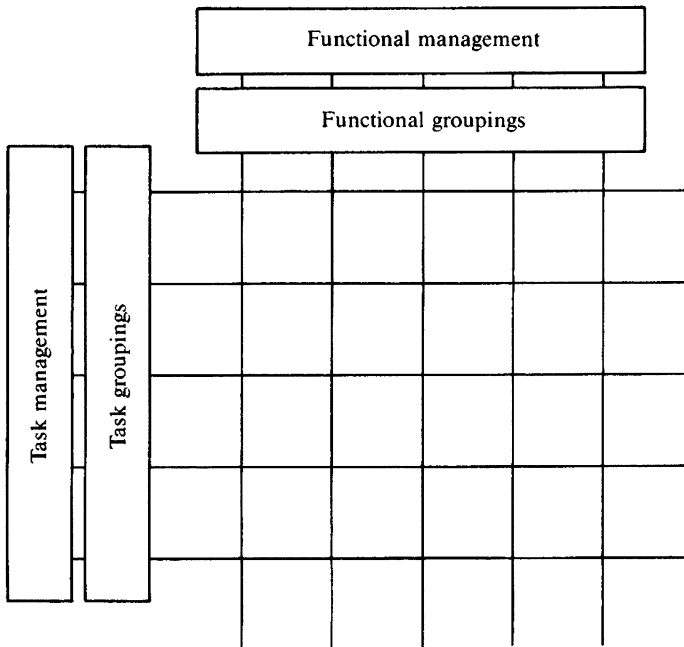 Functional management
Functional groupings
Task management
Task groupings